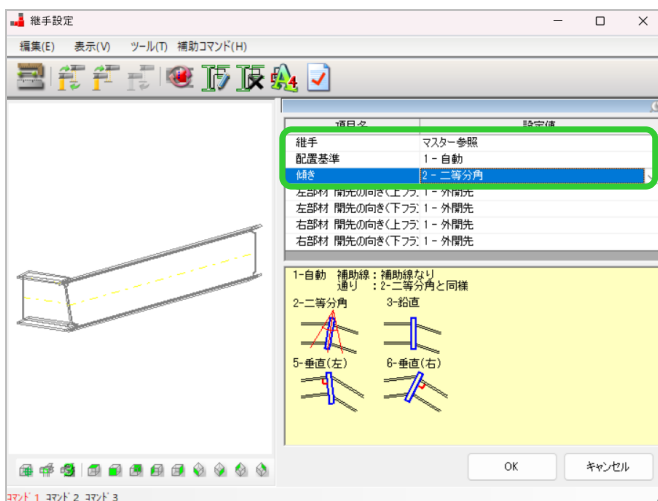 継手設定
編集(E) 表示(V) ツール(T) 補助コマンド(H)
項目名 設定値
継手 マスター参照
配置基準 1 - 自動
傾き 2 - 二等分角
左部材 開先の向き(上フラ: 1 - 外開先
左部材 開先の向き(下フラ: 1 - 外開先
右部材 開先の向き(上フラ: 1 - 外開先
右部材 開先の向き(下フラ: 1 - 外開先
1-自動 補助線:補助線なり
通り :2-二等分角と同様
2-二等分角 3-鉛直
5-垂直(左) 6-垂直(右)
OK キャンセル
コマンド 1 コマンド 2 コマンド 3